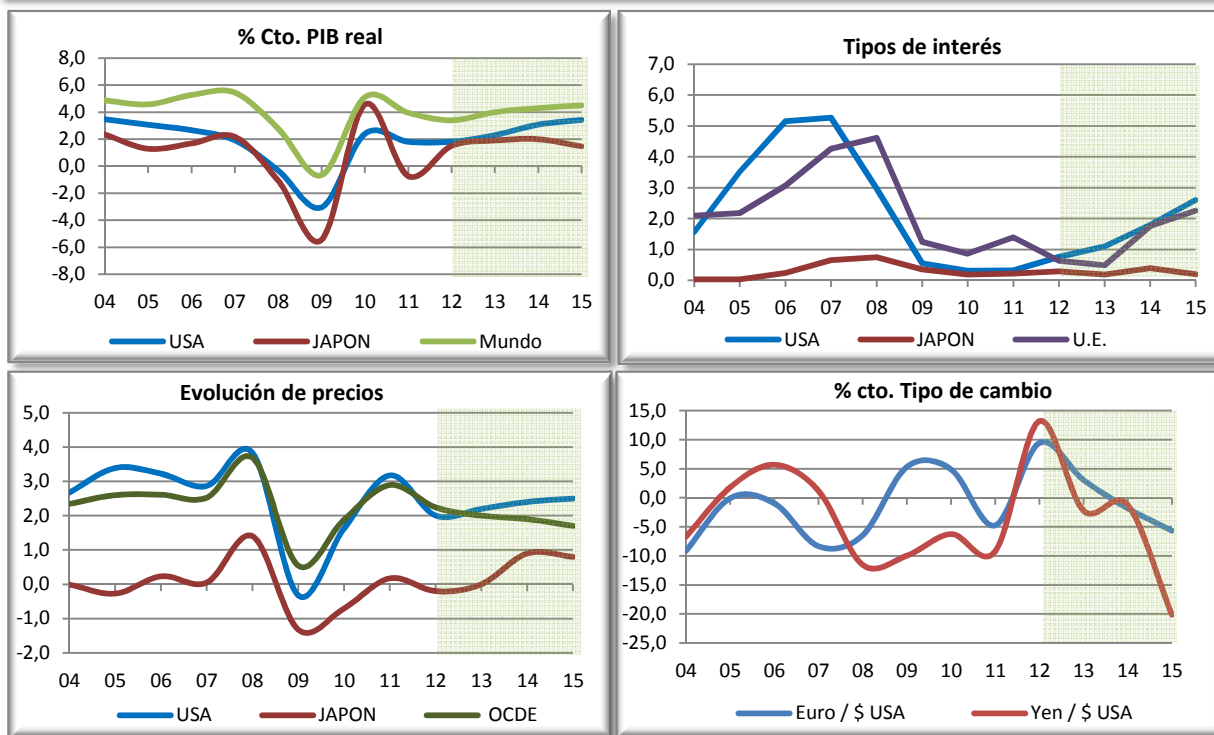 % Cto. PIB real
8,0
6,0
4,0
2,0
0,0
-2,0
-4,0
-6,0
-8,0
04 05 06 07 08 09 10 11 12 13 14 15
USA JAPON Mundo
Tipos de interés
7,0
6,0
5,0
4,0
3,0
2,0
1,0
0,0
04 05 06 07 08 09 10 11 12 13 14 15
USA JAPON U.E.
Evolución de precios
5,0
4,0
3,0
2,0
1,0
0,0
-1,0
-2,0
04 05 06 07 08 09 10 11 12 13 14 15
USA JAPON OCDE
% cto. Tipo de cambio
15,0
10,0
5,0
0,0
-5,0
-10,0
-15,0
-20,0
-25,0
04 05 06 07 08 09 10 11 12 13 14 15
Euro / $ USA Yen / $ USA